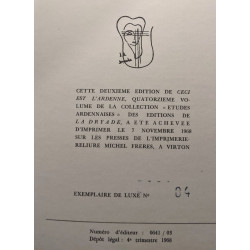 CETTE DEUXIEME EDITION DE CECI
EST L'ARDENNE, QUATORZIEME VO-
LUME DE LA COLLECTION « ETUDES
ARDENNAISES » DES EDITIONS DE
LA DRYADE, A ETE ACHEVEE
D'IMPRIMER LE 7 NOVEMBRE 1968
SUR LES PRESSES DE L'IMPRIMERIE-
RELIURE MICHEL FRERES, A VIRTON
EXEMPLAIRE DE LUXE N°
84
Numéro d'éditeur : 0041 / 05
Dépôt légal : 4e trimestre 1968